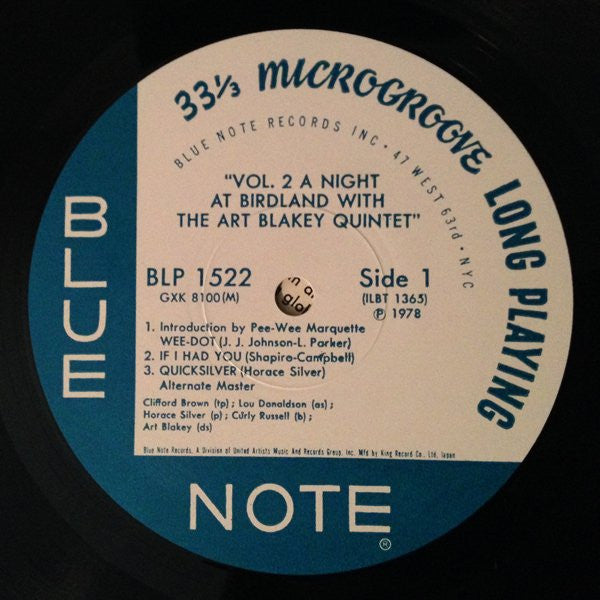 33⅓ MICROGROOVE LONG PLAYING
BLUE NOTE RECORDS INC • 47 WEST 63rd • NYC
"VOL. 2 A NIGHT
AT BIRDLAND WITH
THE ART BLAKEY QUINTET"
BLP 1522
GXK 8100(M)
Side 1
(ILBT 1365)
Ⓟ 1978
1. Introduction by Pee-Wee Marquette
WEE-DOT (J. J. Johnson-L. Parker)
2. IF I HAD YOU (Shapiro-Campbell)
3. QUICKSILVER (Horace Silver)
Alternate Master
Clifford Brown (tp) ; Lou Donaldson (as) ;
Horace Silver (p) ; Curly Russell (b) ;
Art Blakey (ds)
Blue Note Records, A Division of United Artists Music And Records Group, Inc. Mfd by King Record Co., Ltd, Japan
BLUE
NOTE ®